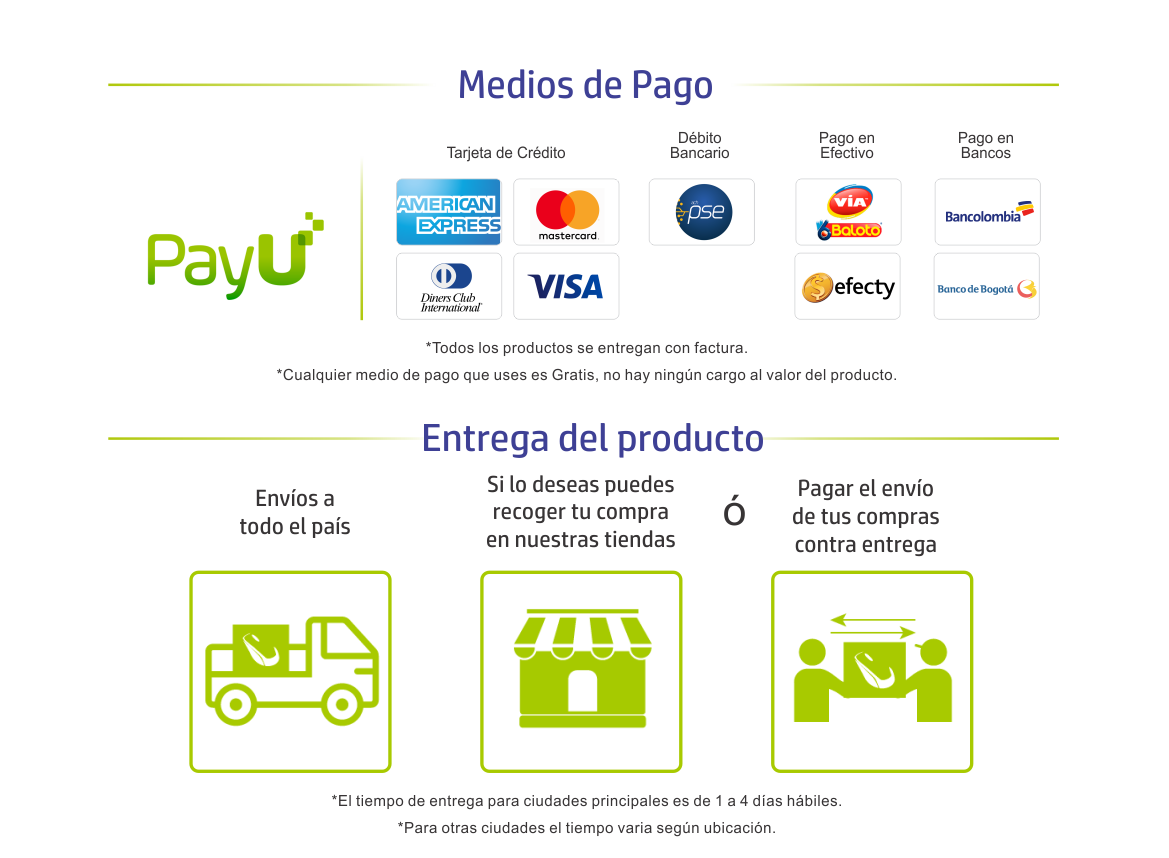 Medios de Pago
Tarjeta de Crédito
Débito
Bancario
Pago en
Efectivo
Pago en
Bancos
PayU
AMERICAN
EXPRESS
mastercard.
Diners Club
International®
VISA
ach
pse
VIA
Baloto
efecty
Bancolombia
Banco de Bogotá
*Todos los productos se entregan con factura.
*Cualquier medio de pago que uses es Gratis, no hay ningún cargo al valor del producto.
Entrega del producto
Envíos a
todo el país
Si lo deseas puedes
recoger tu compra
en nuestras tiendas
Ó
Pagar el envío
de tus compras
contra entrega
*El tiempo de entrega para ciudades principales es de 1 a 4 días hábiles.
*Para otras ciudades el tiempo varia según ubicación.